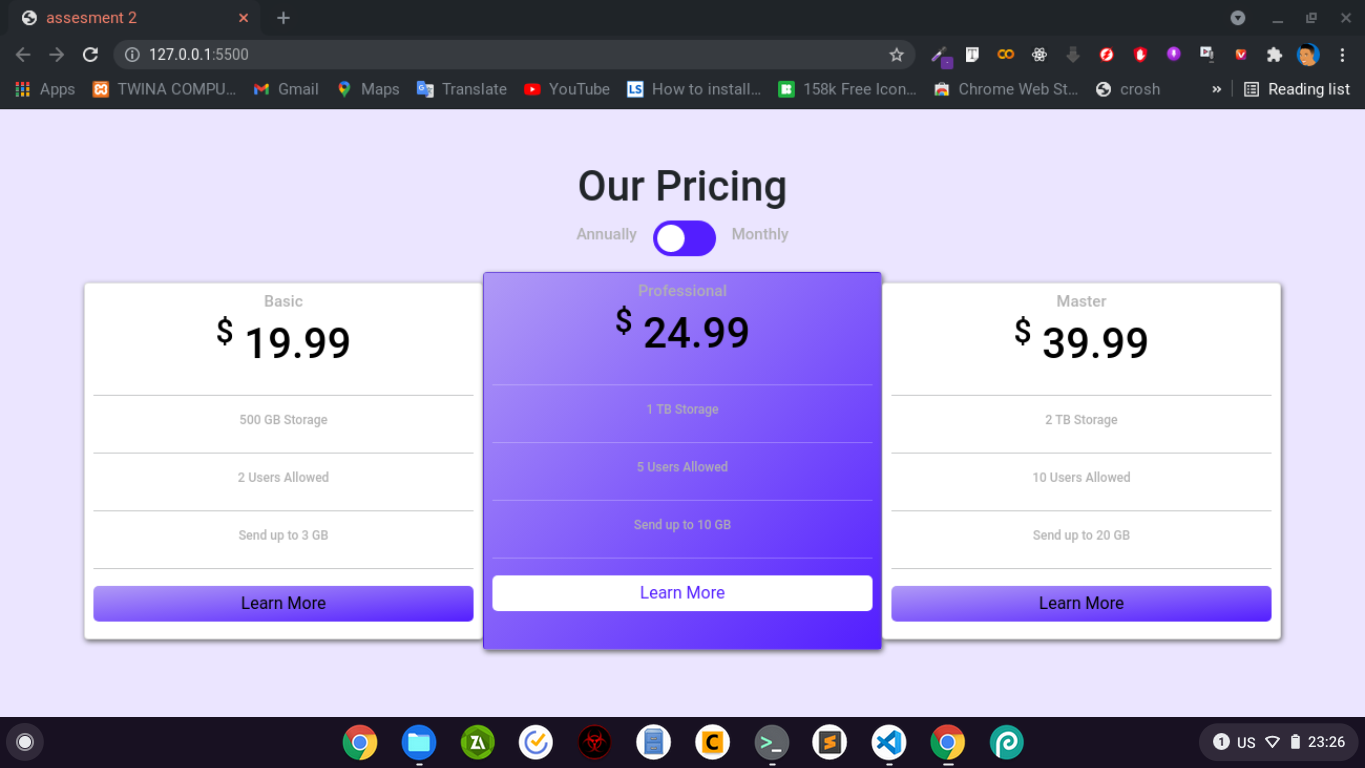 assesment 2
127.0.0.1:5500
Apps TWINA COMPU... Gmail Maps Translate YouTube LS How to install... 158k Free Icon... Chrome Web St... crosh » Reading list
Our Pricing
Annually Monthly
Basic
$ 19.99
500 GB Storage
2 Users Allowed
Send up to 3 GB
Learn More
Professional
$ 24.99
1 TB Storage
5 Users Allowed
Send up to 10 GB
Learn More
Master
$ 39.99
2 TB Storage
10 Users Allowed
Send up to 20 GB
Learn More
1 US 23:26